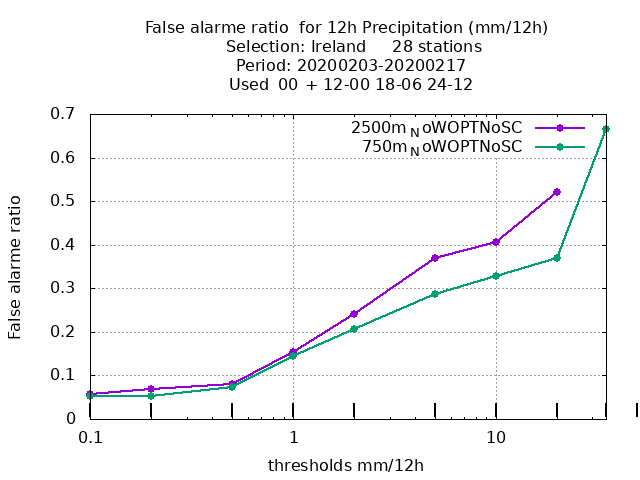 False alarme ratio  for 12h Precipitation (mm/12h)
Selection: Ireland     28 stations
Period: 20200203-20200217
Used  00  + 12-00 18-06 24-12
2500m_NoWOPTNoSC
750m_NoWOPTNoSC
False alarme ratio
0.7
0.6
0.5
0.4
0.3
0.2
0.1
0
0.1 1 10
thresholds mm/12h